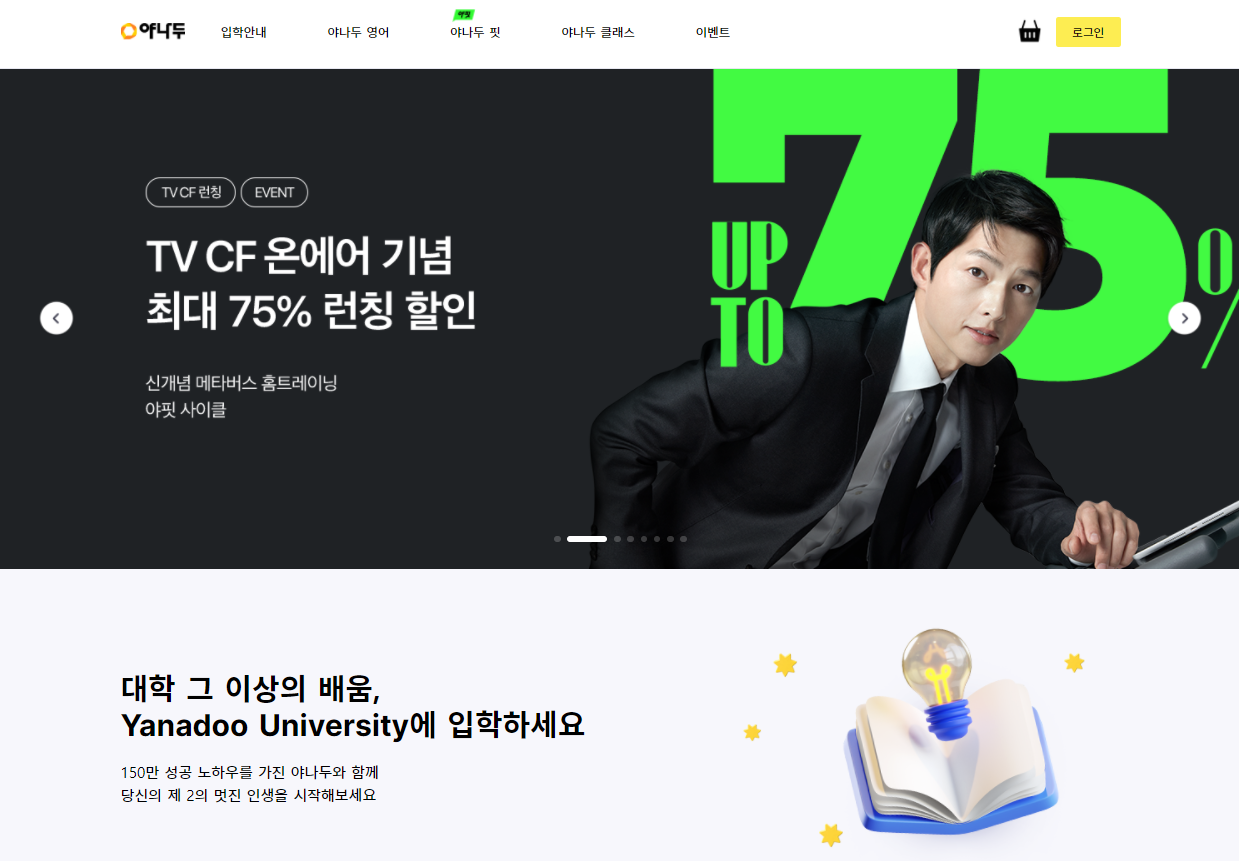 야나두
입학안내
야나두 영어
야핏
야나두 핏
야나두 클래스
이벤트
로그인
TV CF 런칭
EVENT
TV CF 온에어 기념
최대 75% 런칭 할인
신개념 메타버스 홈트레이닝
야핏 사이클
75%
UP
TO
대학 그 이상의 배움,
Yanadoo University에 입학하세요
150만 성공 노하우를 가진 야나두와 함께
당신의 제 2의 멋진 인생을 시작해보세요